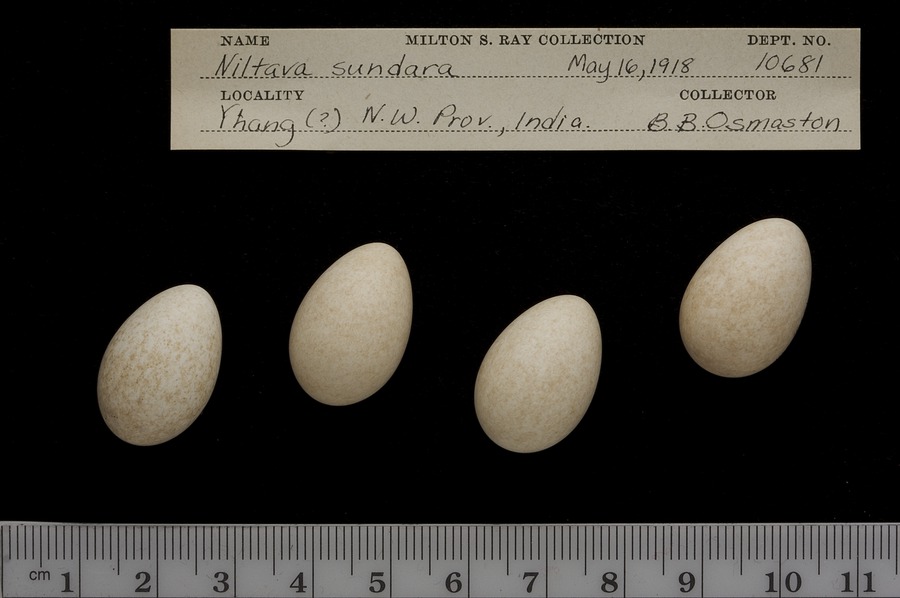 NAME MILTON S. RAY COLLECTION DEPT. NO.
Niltava sundara May 16, 1918 10681
LOCALITY COLLECTOR
Yhang (?) N.W. Prov., India. B.B. Osmaston
cm 1 2 3 4 5 6 7 8 9 10 11